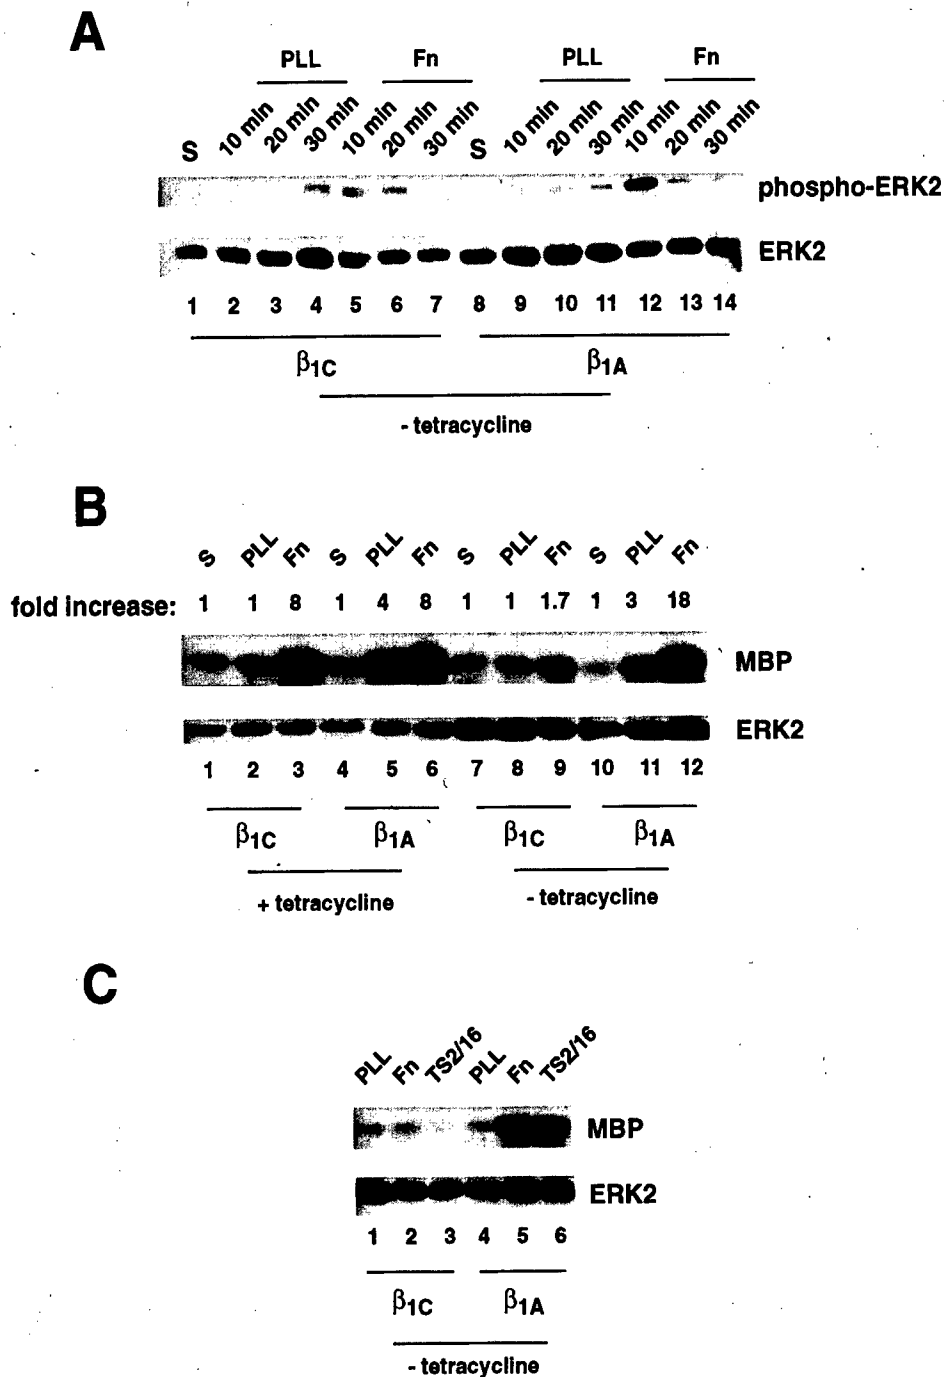 A
PLL Fn PLL Fn
S 10 min 20 min 30 min 10 min 20 min 30 min S 10 min 20 min 30 min 10 min 20 min 30 min
phospho-ERK2
ERK2
1 2 3 4 5 6 7 8 9 10 11 12 13 14
β1C β1A
- tetracycline
B
S PLL Fn S PLL Fn S PLL Fn S PLL Fn
fold increase: 1 1 8 1 4 8 1 1 1.7 1 3 18
MBP
ERK2
1 2 3 4 5 6 7 8 9 10 11 12
β1C β1A β1C β1A
+ tetracycline - tetracycline
C
PLL Fn TS2/16 PLL Fn TS2/16
MBP
ERK2
1 2 3 4 5 6
β1C β1A
- tetracycline